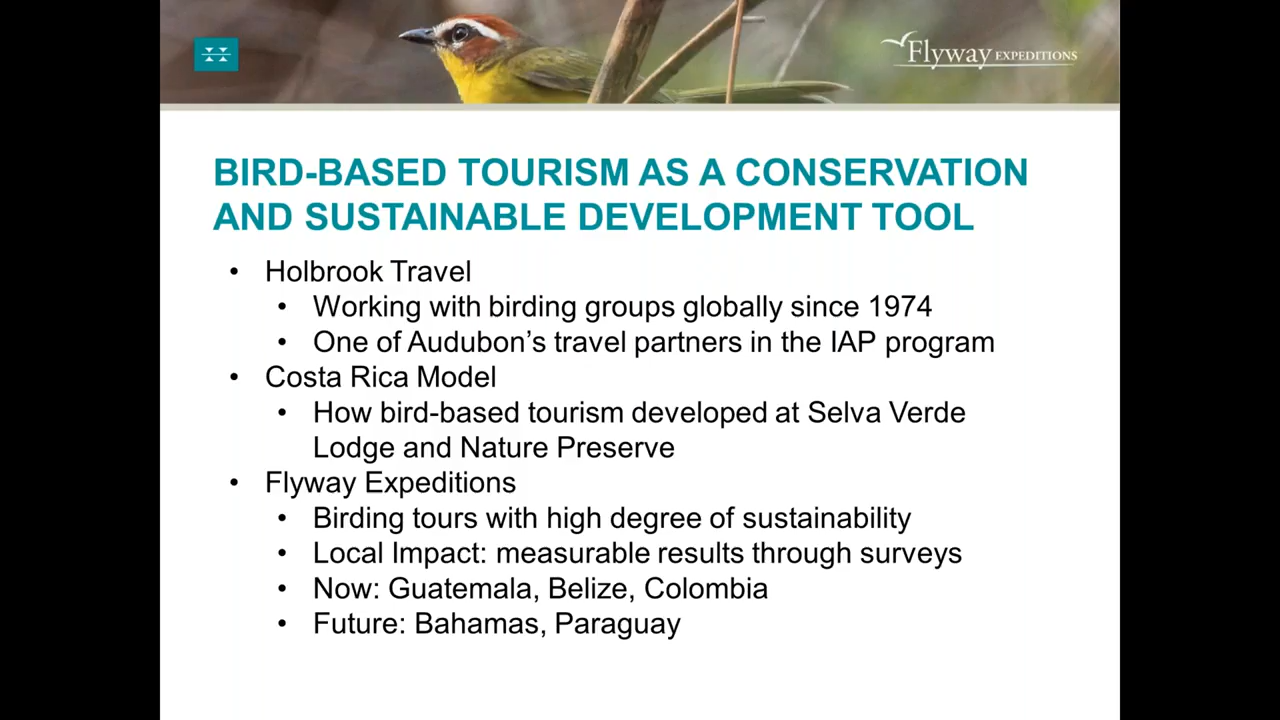 Flyway EXPEDITIONS
BIRD-BASED TOURISM AS A CONSERVATION
AND SUSTAINABLE DEVELOPMENT TOOL
• Holbrook Travel
• Working with birding groups globally since 1974
• One of Audubon’s travel partners in the IAP program
• Costa Rica Model
• How bird-based tourism developed at Selva Verde
Lodge and Nature Preserve
• Flyway Expeditions
• Birding tours with high degree of sustainability
• Local Impact: measurable results through surveys
• Now: Guatemala, Belize, Colombia
• Future: Bahamas, Paraguay